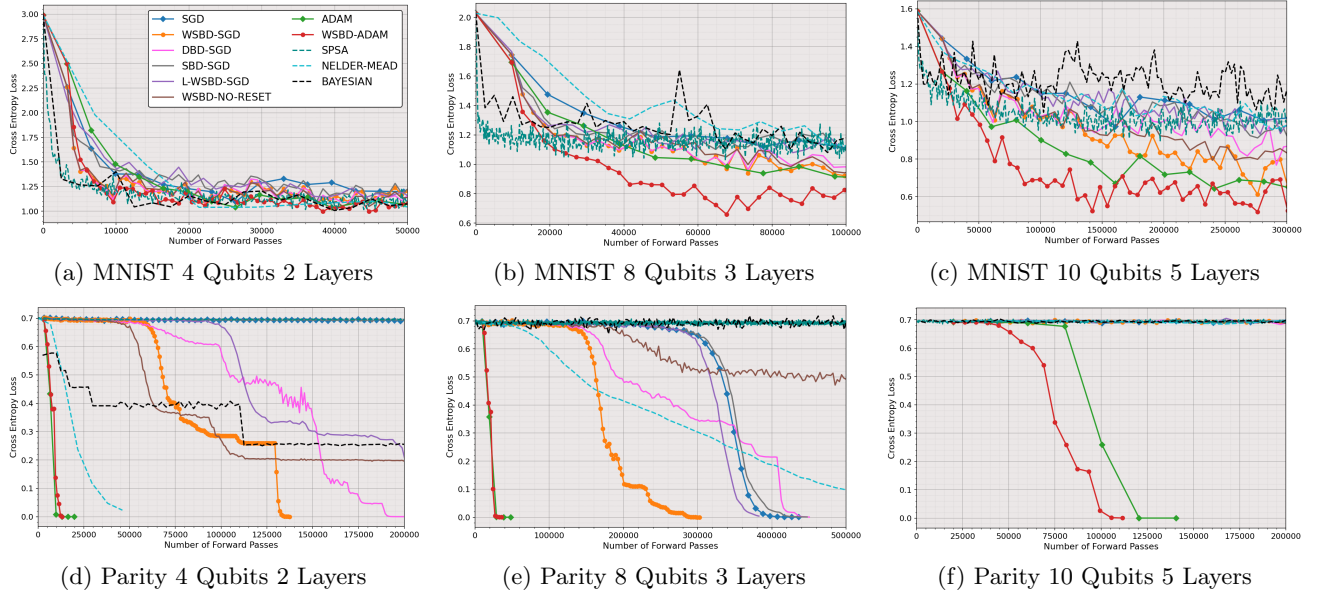 SGD
WSBD-SGD
DBD-SGD
SBD-SGD
L-WSBD-SGD
WSBD-NO-RESET
ADAM
WSBD-ADAM
SPSA
NELDER-MEAD
BAYESIAN
Cross Entropy Loss
3.00
2.75
2.50
2.25
2.00
1.75
1.50
1.25
1.00
0 10000 20000 30000 40000 50000
Number of Forward Passes
(a) MNIST 4 Qubits 2 Layers
Cross Entropy Loss
2.0
1.8
1.6
1.4
1.2
1.0
0.8
0.6
0 20000 40000 60000 80000 100000
Number of Forward Passes
(b) MNIST 8 Qubits 3 Layers
Cross Entropy Loss
1.6
1.4
1.2
1.0
0.8
0.6
0 50000 100000 150000 200000 250000 300000
Number of Forward Passes
(c) MNIST 10 Qubits 5 Layers
Cross Entropy Loss
0.7
0.6
0.5
0.4
0.3
0.2
0.1
0.0
0 25000 50000 75000 100000 125000 150000 175000 200000
Number of Forward Passes
(d) Parity 4 Qubits 2 Layers
Cross Entropy Loss
0.7
0.6
0.5
0.4
0.3
0.2
0.1
0.0
0 100000 200000 300000 400000 500000
Number of Forward Passes
(e) Parity 8 Qubits 3 Layers
Cross Entropy Loss
0.7
0.6
0.5
0.4
0.3
0.2
0.1
0.0
0 25000 50000 75000 100000 125000 150000 175000 200000
Number of Forward Passes
(f) Parity 10 Qubits 5 Layers